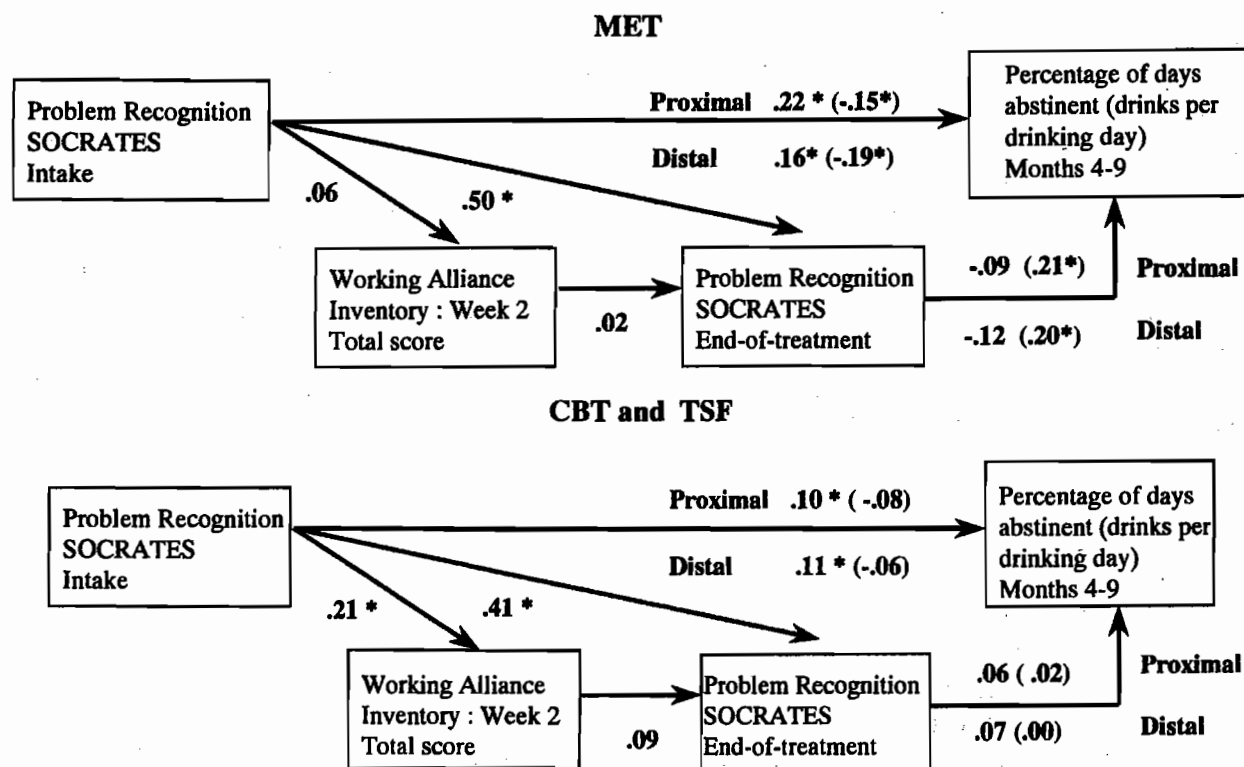 MET
Problem Recognition
SOCRATES
Intake
Proximal .22 * (-.15*)
Distal .16* (-.19*)
Percentage of days
abstinent (drinks per
drinking day)
Months 4-9
.06
.50 *
Working Alliance
Inventory : Week 2
Total score
.02
Problem Recognition
SOCRATES
End-of-treatment
-.09 (.21*) Proximal
-.12 (.20*) Distal
CBT and TSF
Problem Recognition
SOCRATES
Intake
Proximal .10 * ( -.08)
Distal .11 * (-.06)
Percentage of days
abstinent (drinks per
drinking day)
Months 4-9
.21 *
.41 *
Working Alliance
Inventory : Week 2
Total score
.09
Problem Recognition
SOCRATES
End-of-treatment
.06 ( .02) Proximal
.07 (.00) Distal